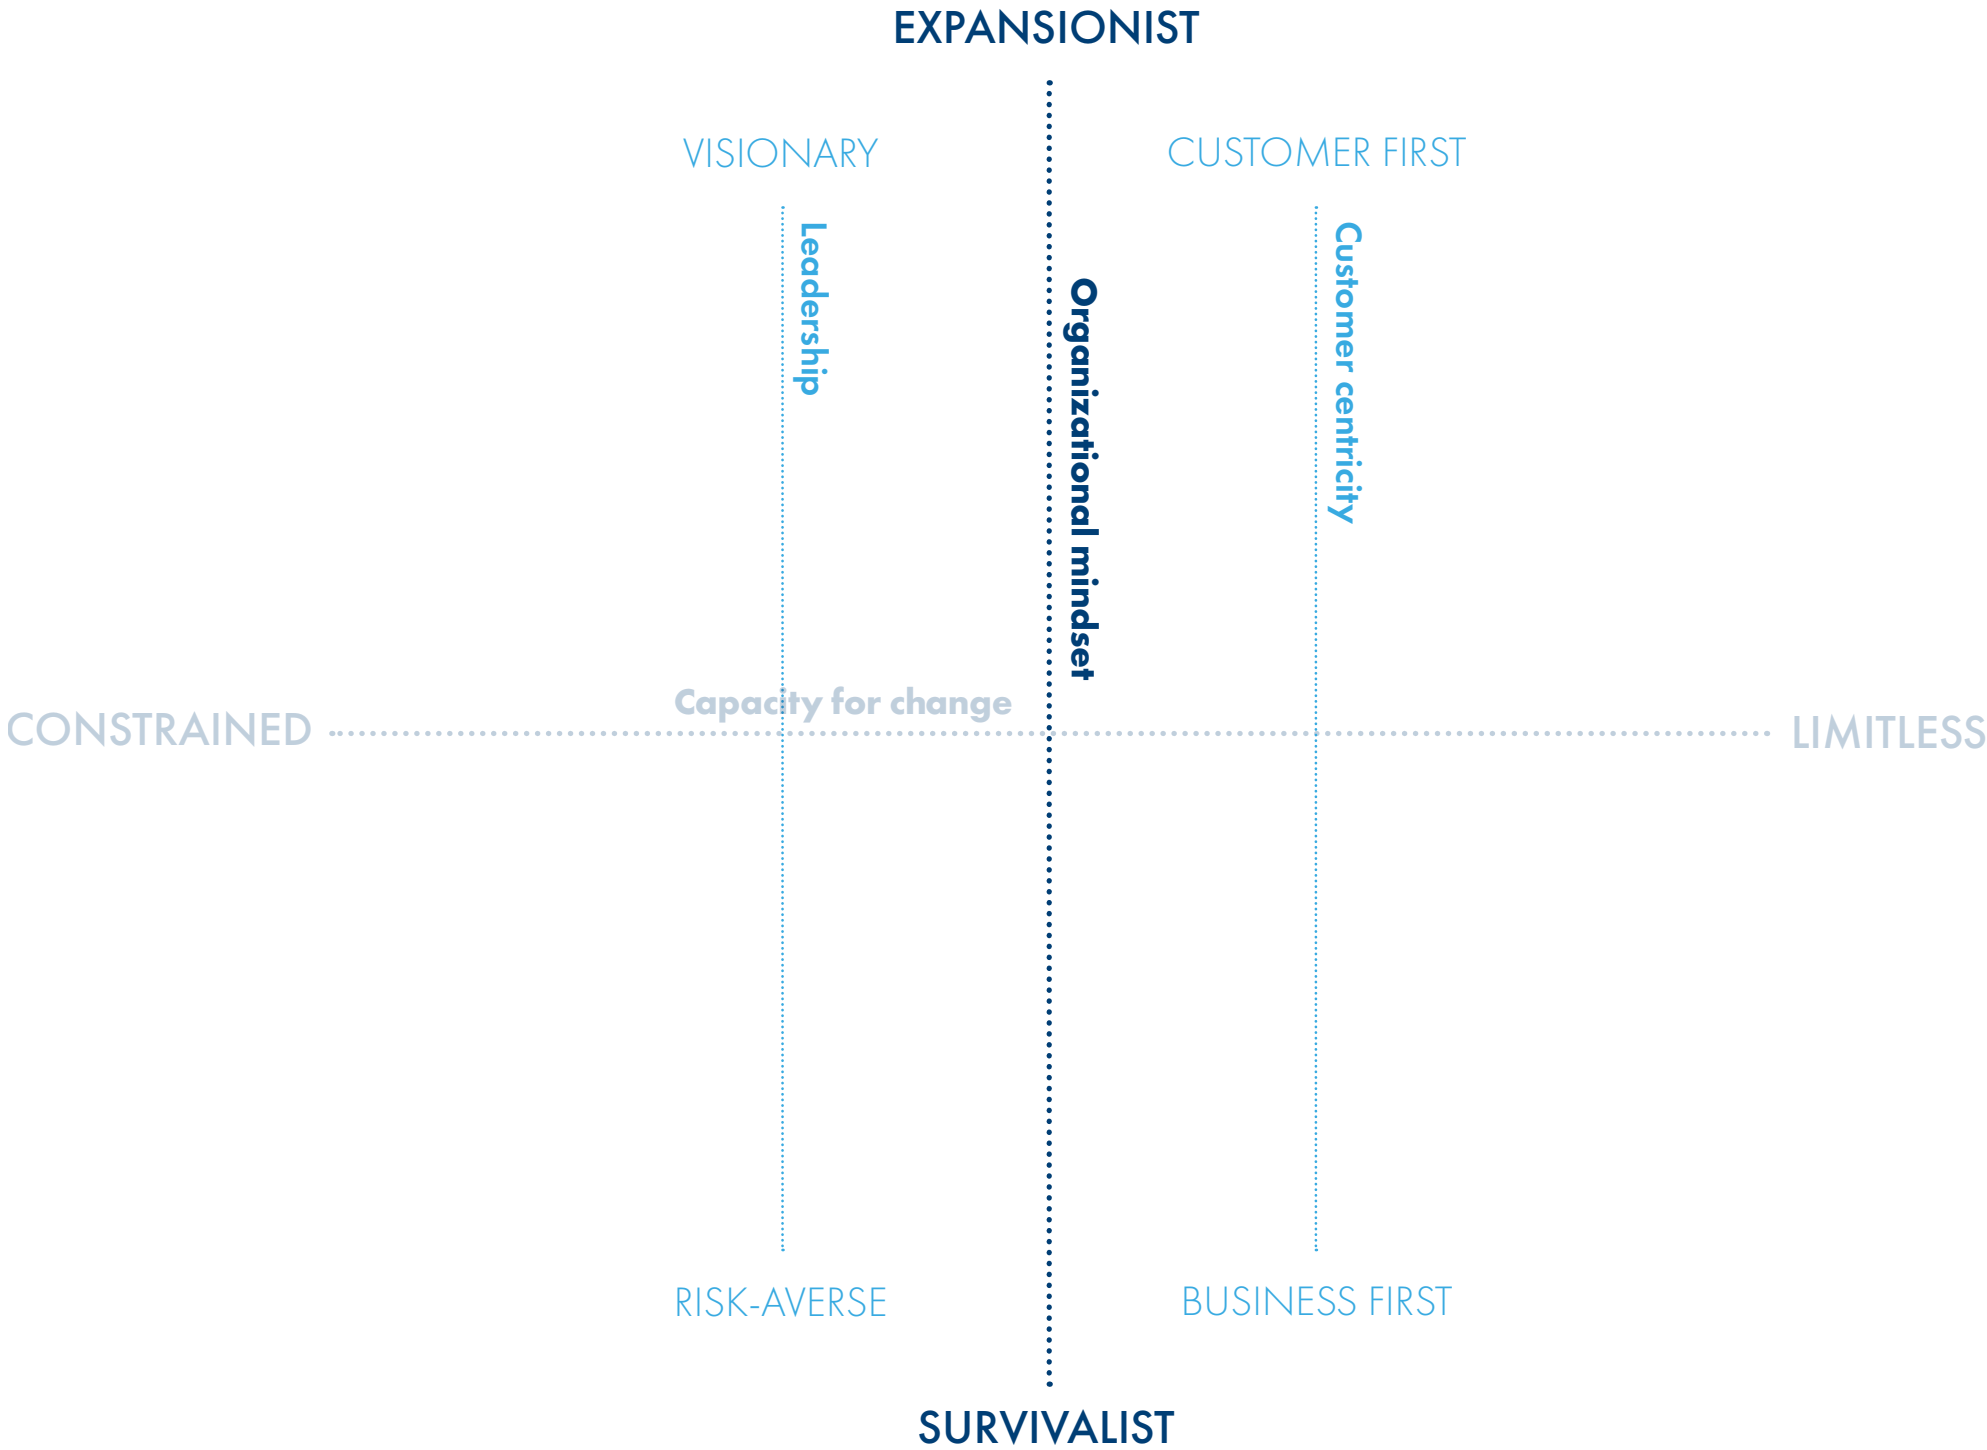 EXPANSIONIST
VISIONARY
CUSTOMER FIRST
Leadership
Organizational mindset
Customer centricity
Capacity for change
CONSTRAINED
LIMITLESS
RISK-AVERSE
BUSINESS FIRST
SURVIVALIST